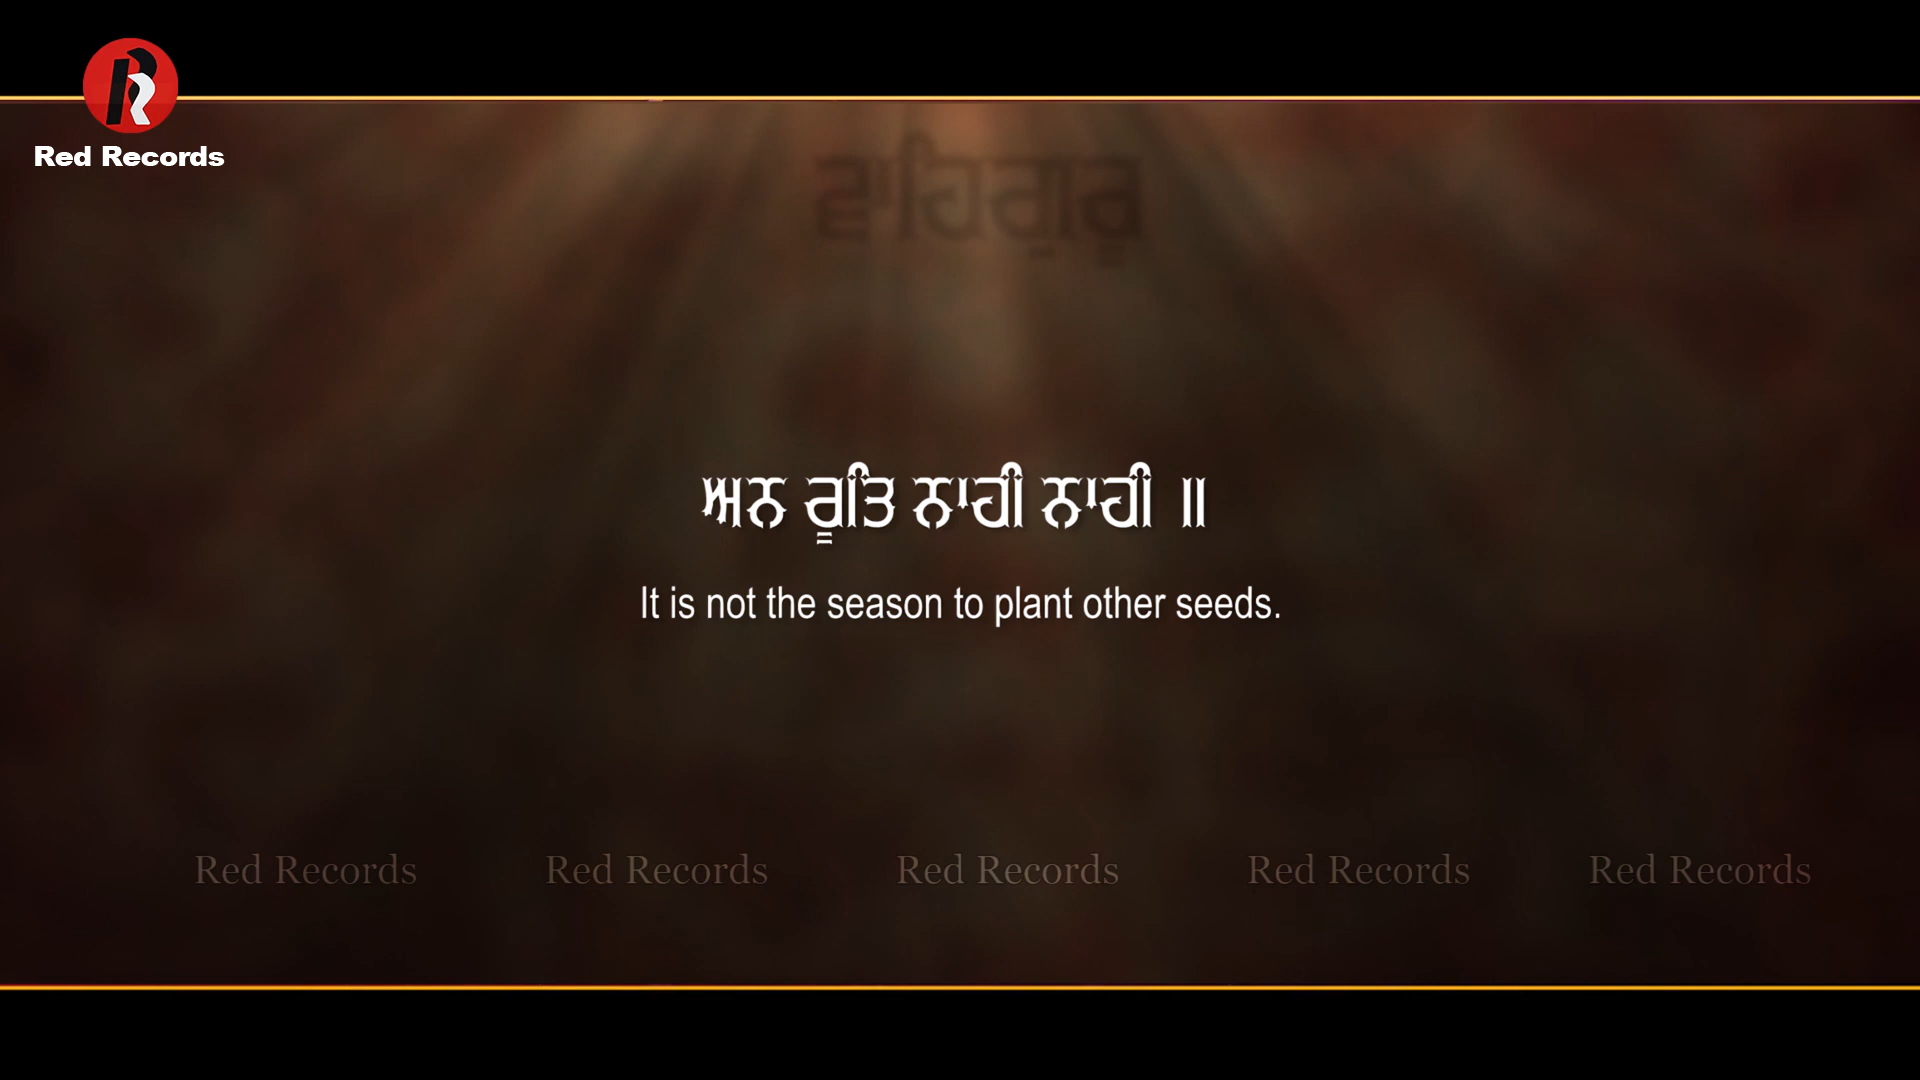 Red Records
ਵਾਹਿਗੁਰੂ
ਅਨ ਰੂਤਿ ਨਾਹੀ ਨਾਹੀ ॥
It is not the season to plant other seeds.
Red Records Red Records Red Records Red Records Red Records